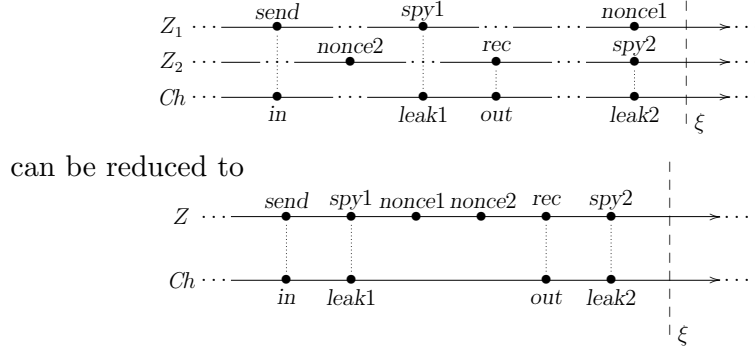 send spy1 nonce1
Z₁ ··· ··· ··· ··· ···
nonce2 rec spy2
Z₂ ··· ··· ··· ··· ···
Ch ··· ··· ··· ··· ···
in leak1 out leak2 ξ
can be reduced to
send spy1 nonce1 nonce2 rec spy2
Z ··· ···
Ch ··· ···
in leak1 out leak2
ξ